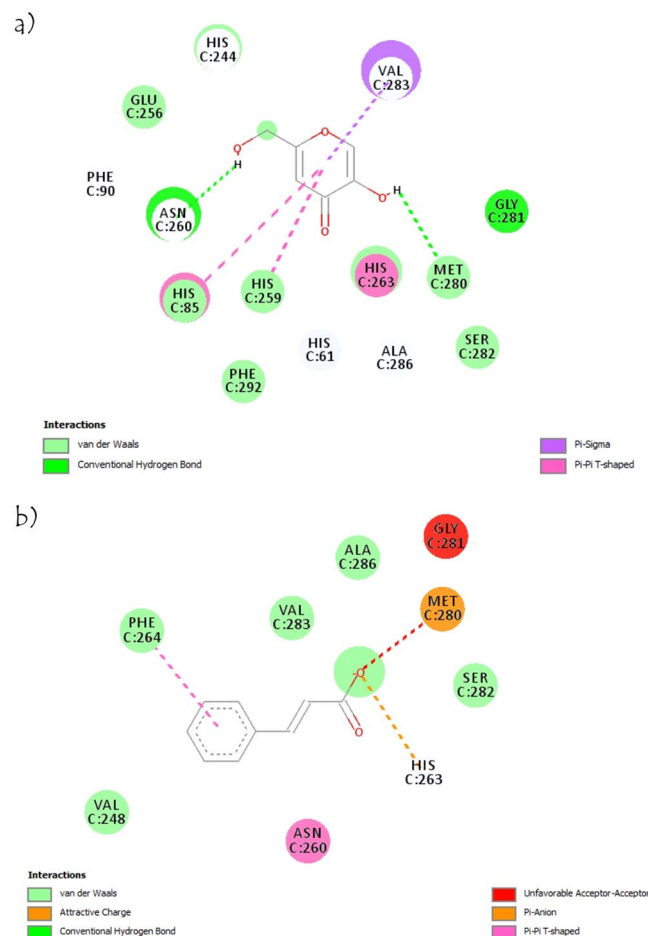 a)
HIS
C:244
VAL
C:283
GLU
C:256
PHE
C:90
ASN
C:260
GLY
C:281
HIS
C:85
HIS
C:259
HIS
C:263
MET
C:280
HIS
C:61
ALA
C:286
SER
C:282
PHE
C:292
O
O
H
O
H
O
Interactions
van der Waals
Conventional Hydrogen Bond
Pi-Sigma
Pi-Pi T-shaped
b)
GLY
C:281
ALA
C:286
MET
C:280
VAL
C:283
PHE
C:264
SER
C:282
-O
O
HIS
C:263
VAL
C:248
ASN
C:260
Interactions
van der Waals
Attractive Charge
Conventional Hydrogen Bond
Unfavorable Acceptor-Acceptor
Pi-Anion
Pi-Pi T-shaped